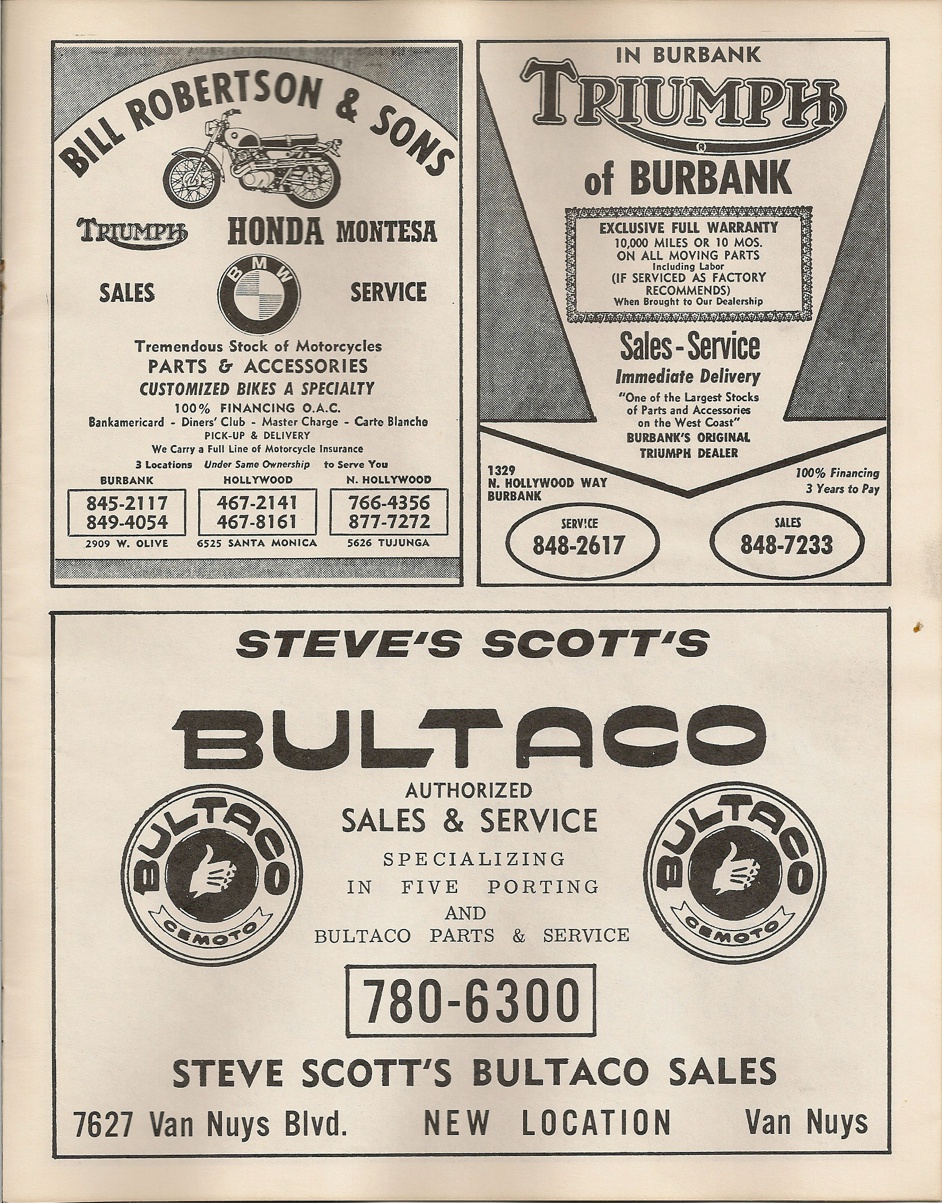 BILL ROBERTSON & SONS
TRIUMPH HONDA MONTESA
BMW
SALES SERVICE
Tremendous Stock of Motorcycles
PARTS & ACCESSORIES
CUSTOMIZED BIKES A SPECIALTY
100% FINANCING O.A.C.
Bankamericard - Diners' Club - Master Charge - Carte Blanche
PICK-UP & DELIVERY
We Carry a Full Line of Motorcycle Insurance
3 Locations Under Same Ownership to Serve You
BURBANK HOLLYWOOD N. HOLLYWOOD
845-2117 467-2141 766-4356
849-4054 467-8161 877-7272
2909 W. OLIVE 6525 SANTA MONICA 5626 TUJUNGA
IN BURBANK
TRIUMPH
of BURBANK
EXCLUSIVE FULL WARRANTY
10,000 MILES OR 10 MOS.
ON ALL MOVING PARTS
Including Labor
(IF SERVICED AS FACTORY
RECOMMENDS)
When Brought to Our Dealership
Sales - Service
Immediate Delivery
"One of the Largest Stocks
of Parts and Accessories
on the West Coast"
BURBANK'S ORIGINAL
TRIUMPH DEALER
1329
N. HOLLYWOOD WAY
BURBANK
100% Financing
3 Years to Pay
SERVICE
848-2617
SALES
848-7233
STEVE'S SCOTT'S
BULTACO
AUTHORIZED
SALES & SERVICE
SPECIALIZING
IN FIVE PORTING
AND
BULTACO PARTS & SERVICE
BULTACO
CEMOTO
BULTACO
CEMOTO
780-6300
STEVE SCOTT'S BULTACO SALES
7627 Van Nuys Blvd. NEW LOCATION Van Nuys